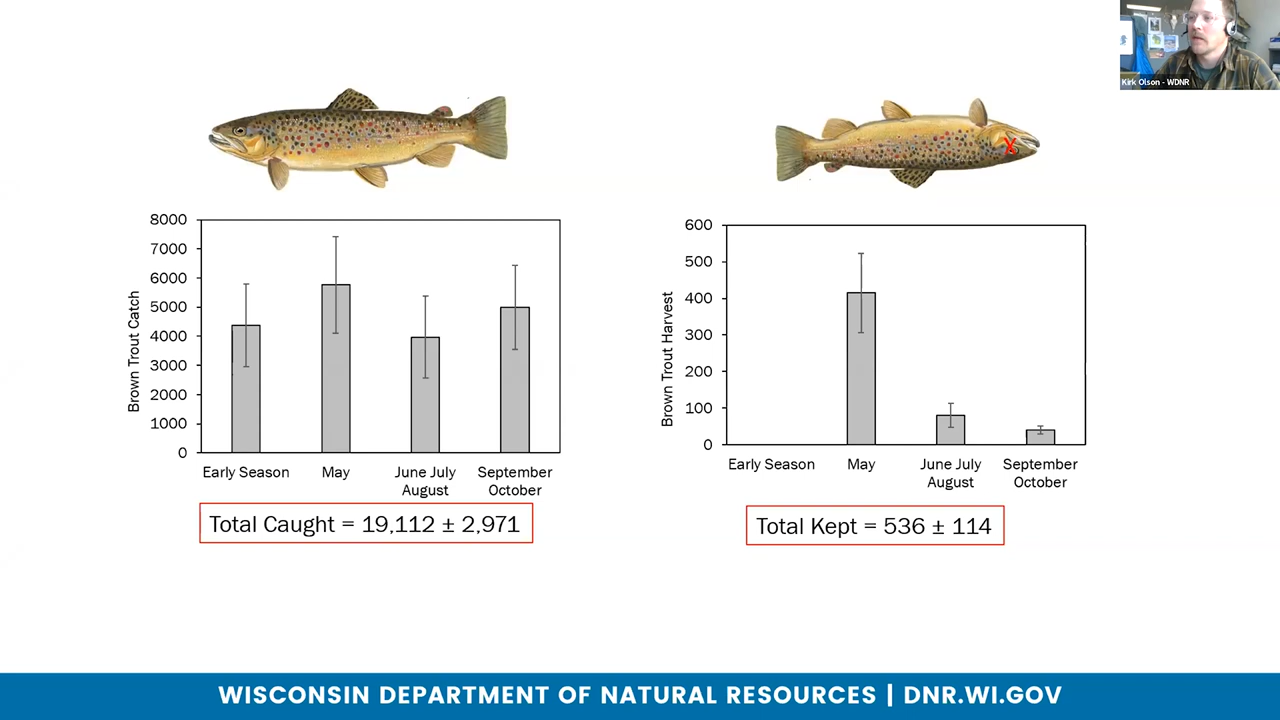 Kirk Olson - WDNR
Brown Trout Catch
8000
7000
6000
5000
4000
3000
2000
1000
0
Early Season
May
June July
August
September
October
Total Caught = 19,112 ± 2,971
X
Brown Trout Harvest
600
500
400
300
200
100
0
Early Season
May
June July
August
September
October
Total Kept = 536 ± 114
WISCONSIN DEPARTMENT OF NATURAL RESOURCES | DNR.WI.GOV